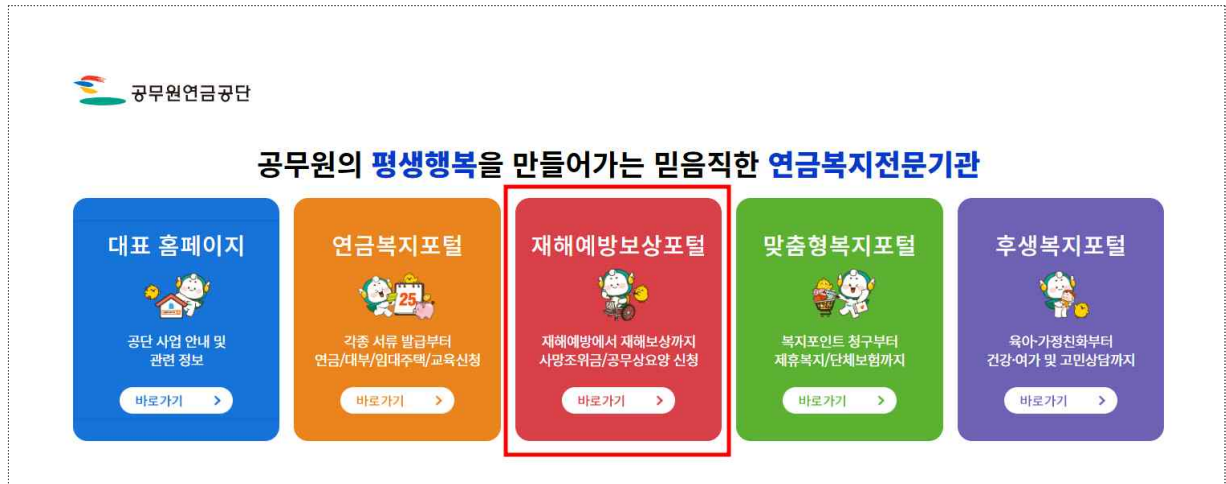 공무원연금공단
공무원의 평생행복을 만들어가는 믿음직한 연금복지전문기관
대표 홈페이지
공단 사업 안내 및
관련 정보
바로가기 >
연금복지포털
25
각종 서류 발급부터
연금/대부/임대주택/교육신청
바로가기 >
재해예방보상포털
재해예방에서 재해보상까지
사망조위금/공무상요양 신청
바로가기 >
맞춤형복지포털
복지포인트 청구부터
제휴복지/단체보험까지
바로가기 >
후생복지포털
육아·가정친화부터
건강·여가 및 고민상담까지
바로가기 >